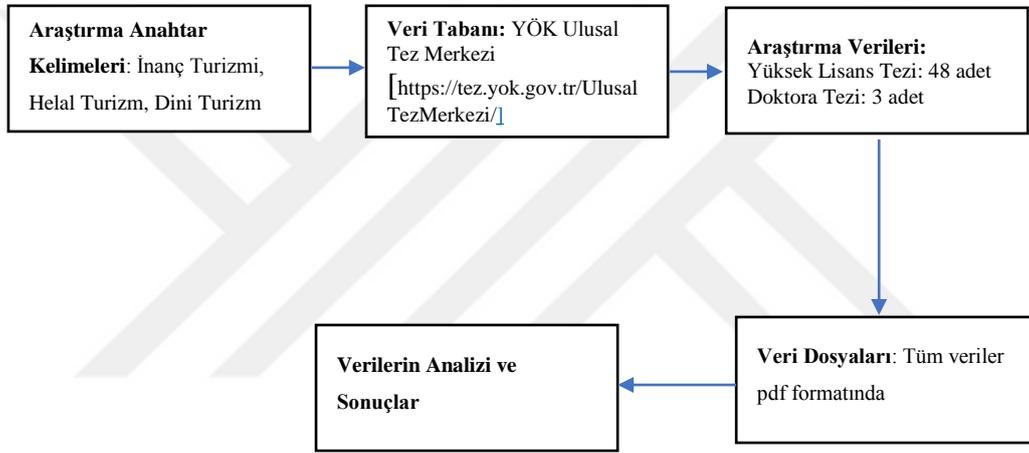 Araştırma Anahtar
Kelimeleri: İnanç Turizmi,
Helal Turizm, Dini Turizm
Veri Tabanı: YÖK Ulusal
Tez Merkezi
[https://tez.yok.gov.tr/Ulusal
TezMerkezi/]
Araştırma Verileri:
Yüksek Lisans Tezi: 48 adet
Doktora Tezi: 3 adet
Veri Dosyaları: Tüm veriler
pdf formatında
Verilerin Analizi ve
Sonuçlar